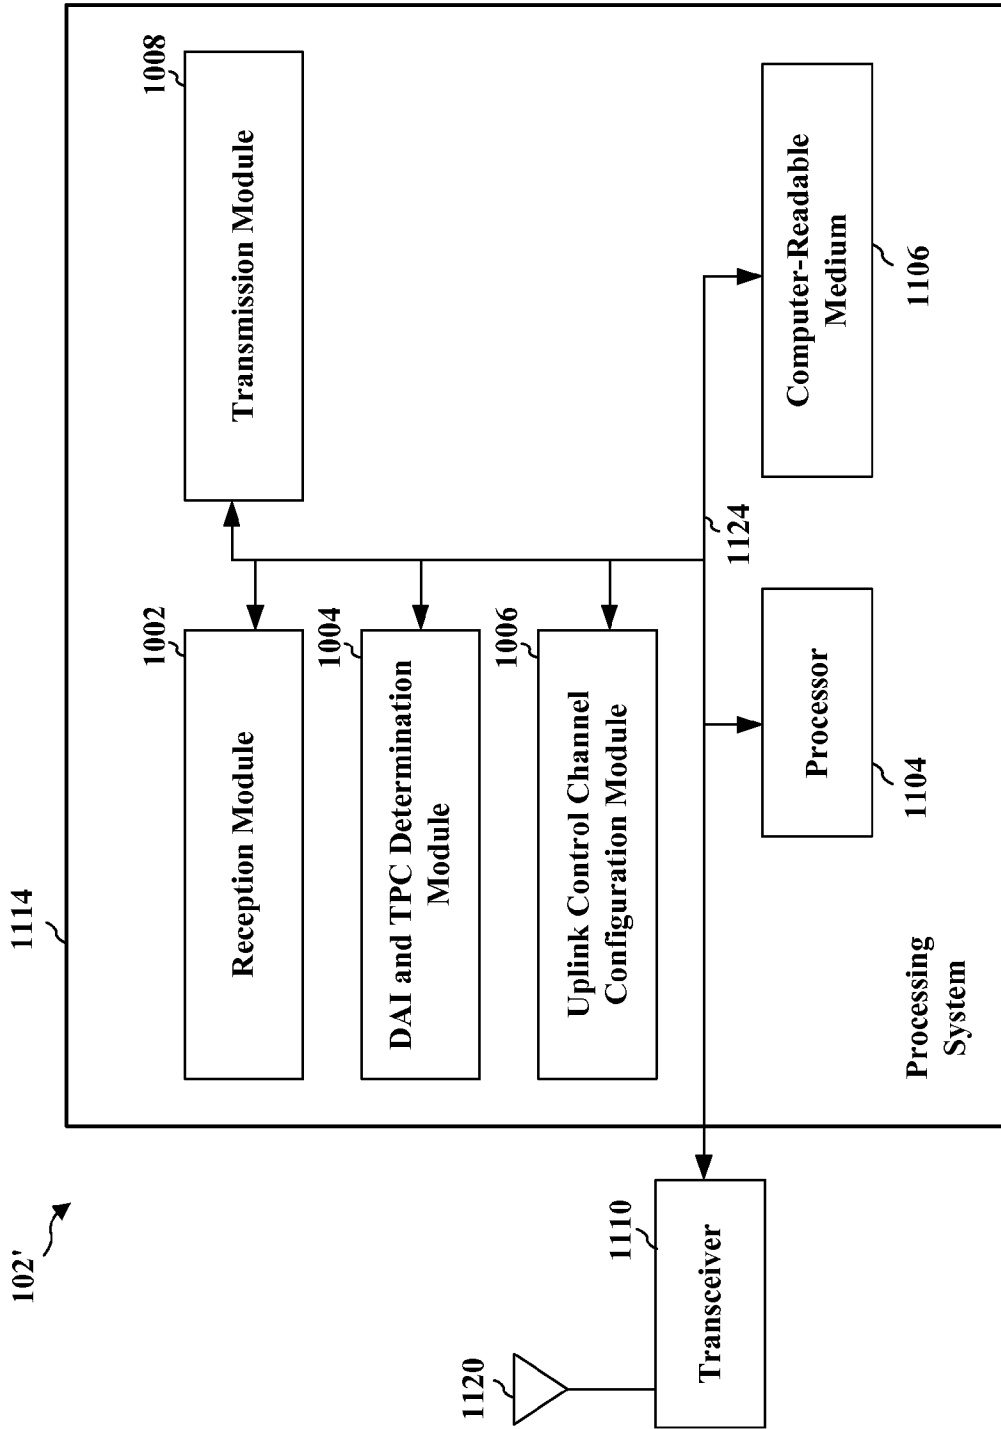 102'
1114
1002
Reception Module
1008
Transmission Module
1004
DAI and TPC Determination
Module
1006
Uplink Control Channel
Configuration Module
1120
1110
Transceiver
1124
Processor
1104
Computer-Readable
Medium
1106
Processing
System